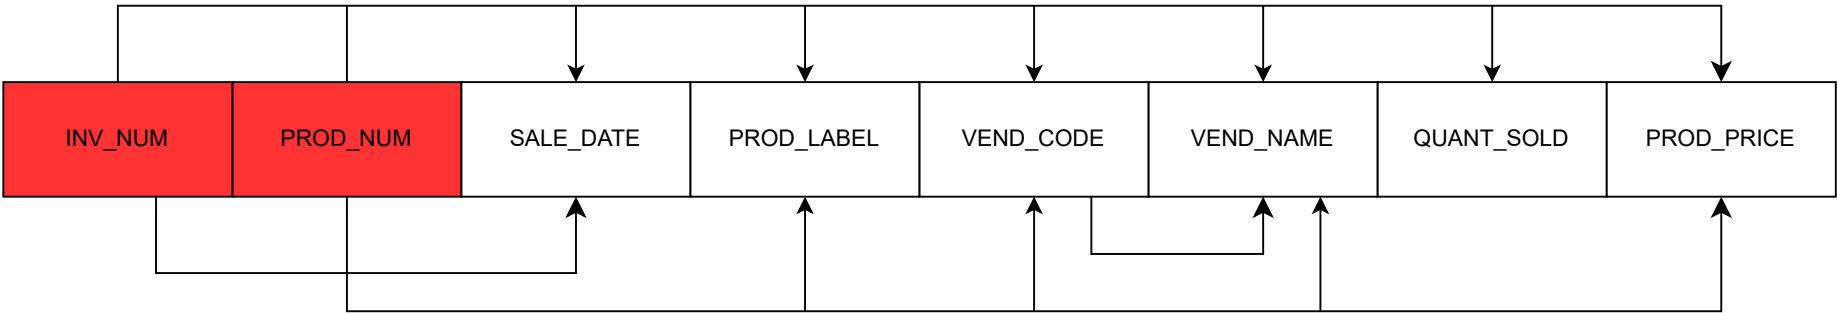 INV_NUM PROD_NUM SALE_DATE PROD_LABEL VEND_CODE VEND_NAME QUANT_SOLD PROD_PRICE